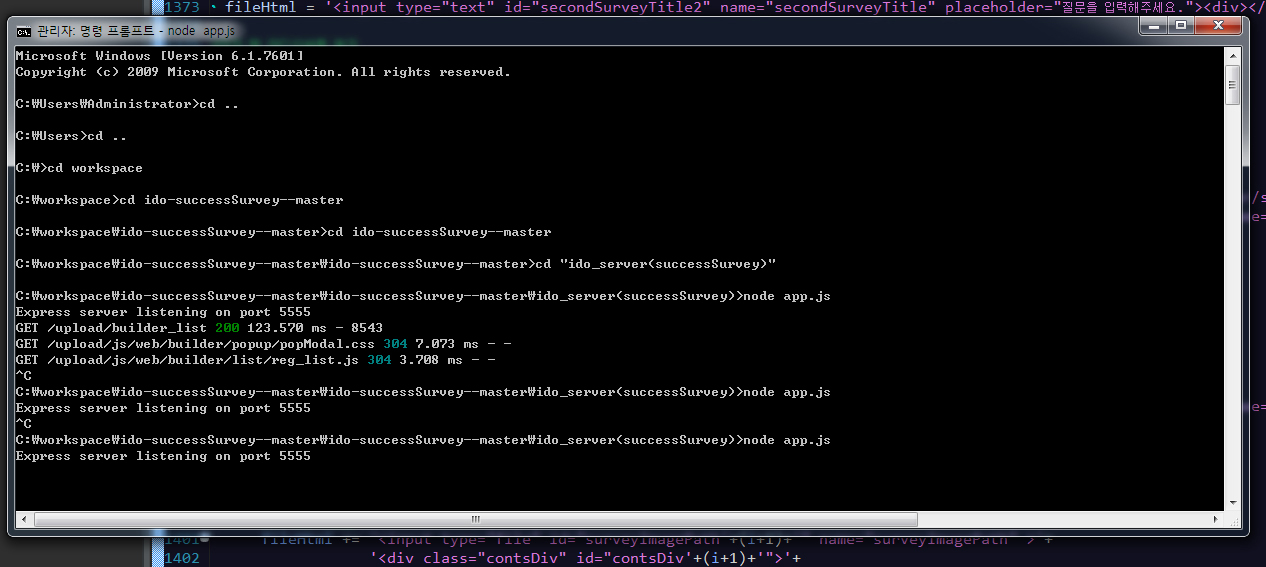 1373 fileHtml = '<input type="text" id="secondSurveyTitle2" name="secondSurveyTitle" placeholder="질문을 입력해주세요."><div></
관리자: 명령 프롬프트 - node  app.js
Microsoft Windows [Version 6.1.7601]
Copyright (c) 2009 Microsoft Corporation. All rights reserved.
C:₩Users₩Administrator>cd ..
C:₩Users>cd ..
C:₩>cd workspace
C:₩workspace>cd ido-successSurvey--master
C:₩workspace₩ido-successSurvey--master>cd ido-successSurvey--master
C:₩workspace₩ido-successSurvey--master₩ido-successSurvey--master>cd "ido_server(successSurvey)"
C:₩workspace₩ido-successSurvey--master₩ido-successSurvey--master₩ido_server(successSurvey)>node app.js
Express server listening on port 5555
GET /upload/builder_list 200 123.570 ms - 8543
GET /upload/js/web/builder/popup/popModal.css 304 7.073 ms - -
GET /upload/js/web/builder/list/reg_list.js 304 3.708 ms - -
^C
C:₩workspace₩ido-successSurvey--master₩ido-successSurvey--master₩ido_server(successSurvey)>node app.js
Express server listening on port 5555
^C
C:₩workspace₩ido-successSurvey--master₩ido-successSurvey--master₩ido_server(successSurvey)>node app.js
Express server listening on port 5555
/s
e=
e=
1401 fileHtml += '<input type="file" id="surveyImagePath'+(i+1)+'" name="surveyImagePath" >'+
1402 '<div class="contsDiv" id="contsDiv'+(i+1)+'">'+